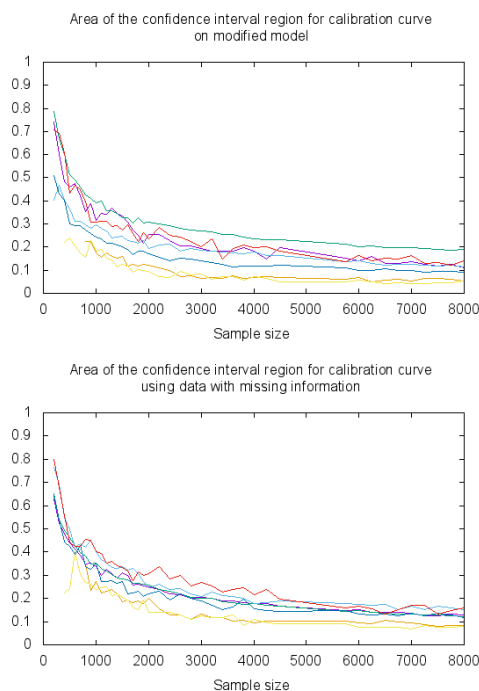 Area of the confidence interval region for calibration curve
on modified model
1
0.9
0.8
0.7
0.6
0.5
0.4
0.3
0.2
0.1
0
0 1000 2000 3000 4000 5000 6000 7000 8000
Sample size
Area of the confidence interval region for calibration curve
using data with missing information
1
0.9
0.8
0.7
0.6
0.5
0.4
0.3
0.2
0.1
0
0 1000 2000 3000 4000 5000 6000 7000 8000
Sample size